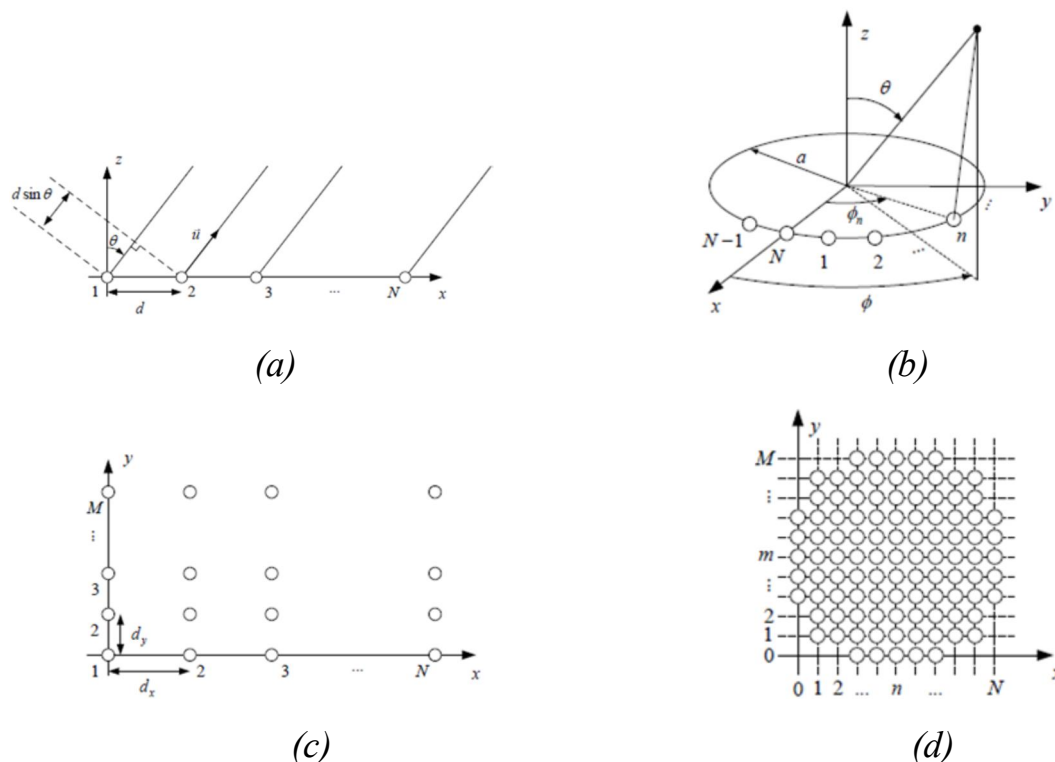 z
d sin θ
θ
ū
1
2
3
...
N
x
d
(a)
z
θ
a
y
ϕn
⋮
n
N−1
N
1
2
...
x
ϕ
(b)
y
M
⋮
3
2
dy
1
2
3
...
N
x
dx
(c)
y
M
⋮
m
⋮
2
1
0
x
0 1 2 ... n ... N
(d)